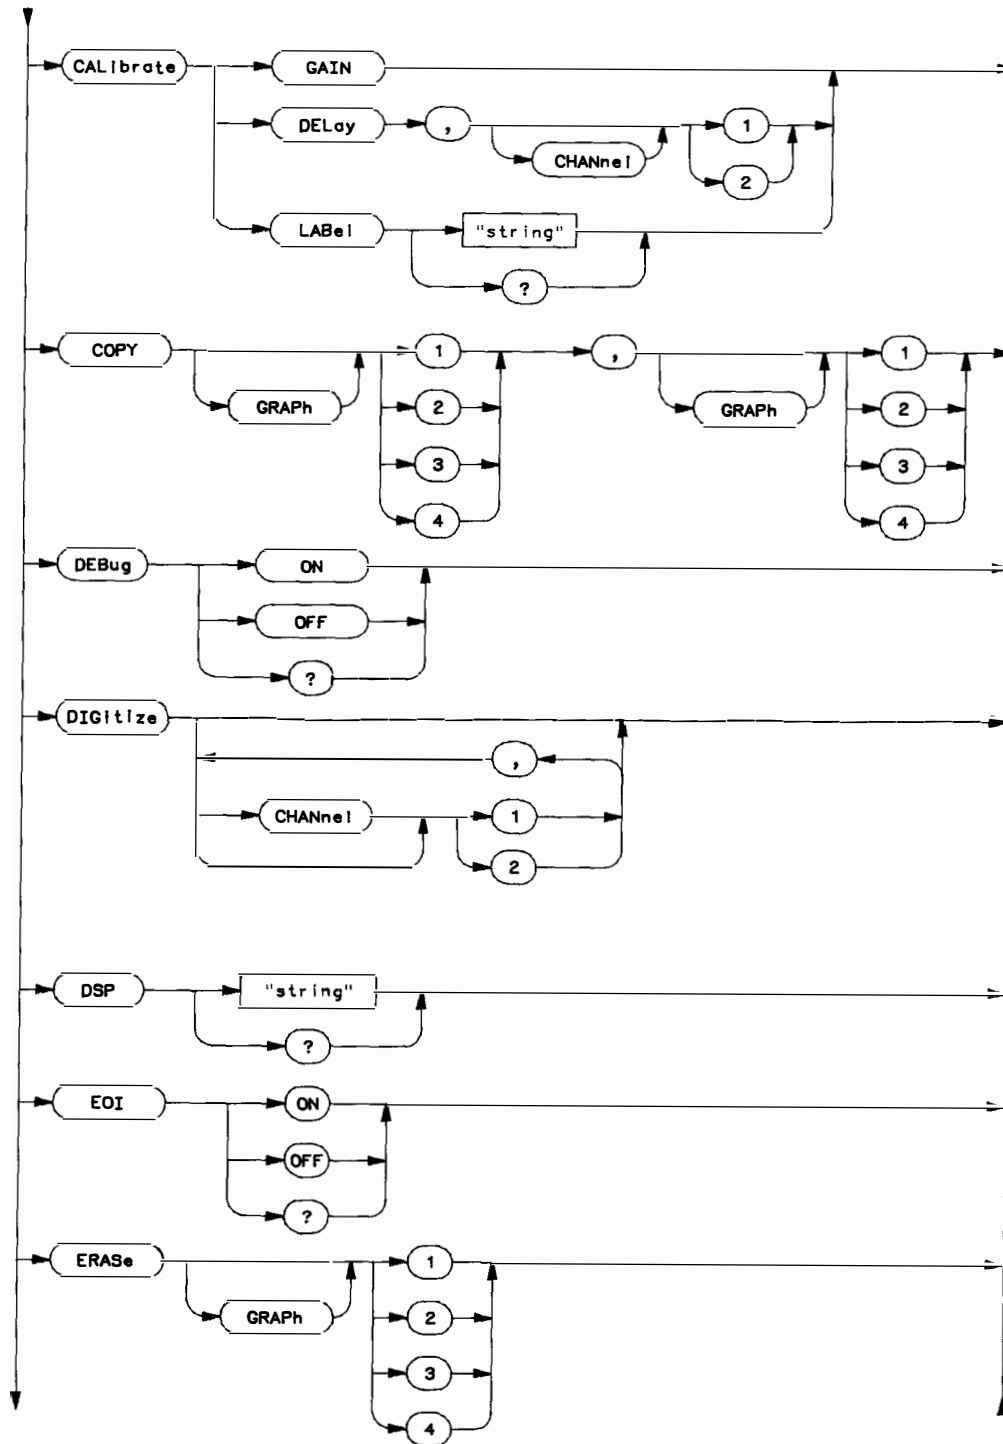 CALibrate GAIN
DELay , 1
CHANnel 2
LABel "string"
?
COPY 1 , 1
GRAPh 2 GRAPh 2
3 3
4 4
DEBug ON
OFF
?
DIGitize
,
CHANnel 1
2
DSP "string"
?
EOI ON
OFF
?
ERASe 1
GRAPh 2
3
4